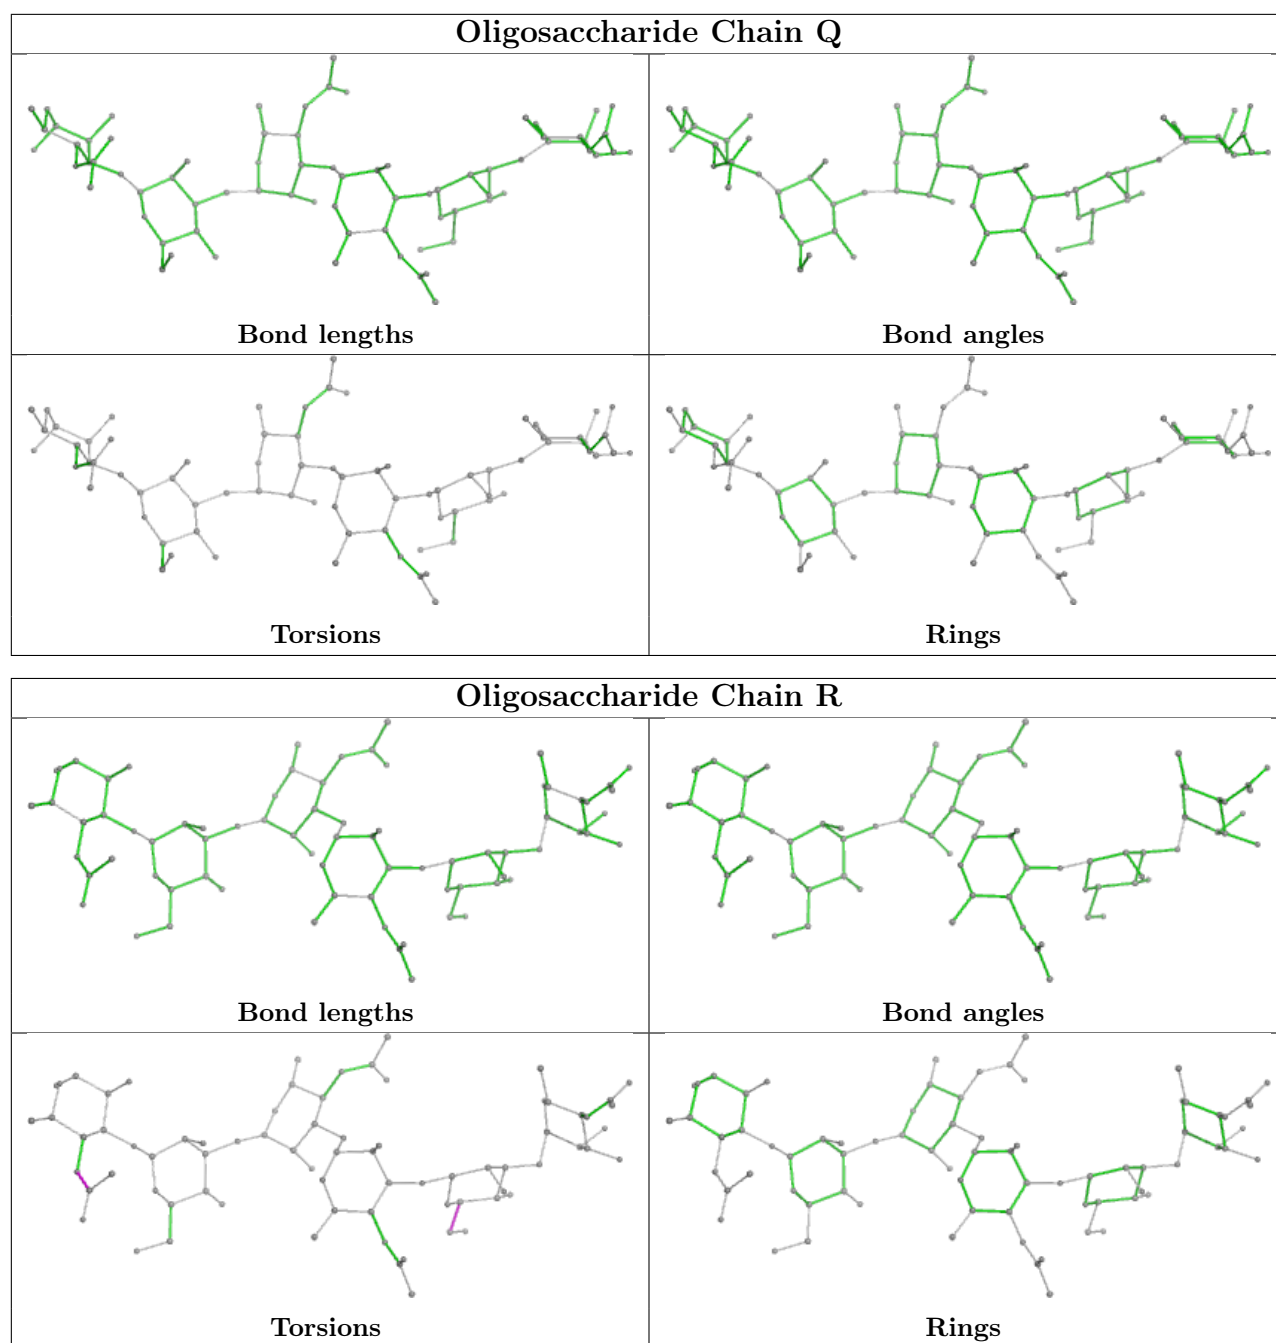 Oligosaccharide Chain Q
Bond lengths
Bond angles
Torsions
Rings
Oligosaccharide Chain R
Bond lengths
Bond angles
Torsions
Rings